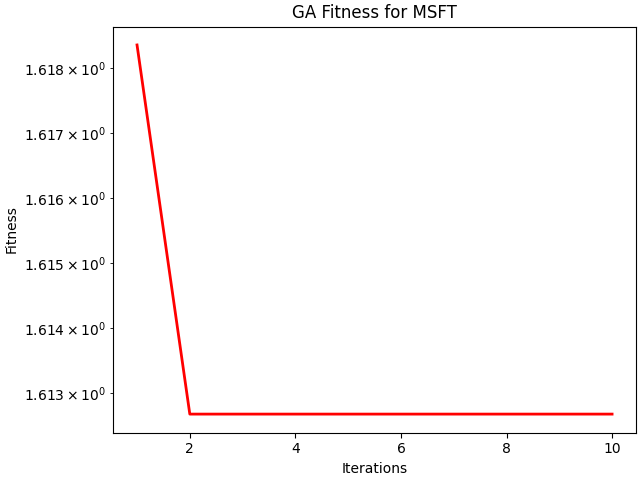 GA Fitness for MSFT
Fitness
1.618 × 10⁰
1.617 × 10⁰
1.616 × 10⁰
1.615 × 10⁰
1.614 × 10⁰
1.613 × 10⁰
2 4 6 8 10
Iterations